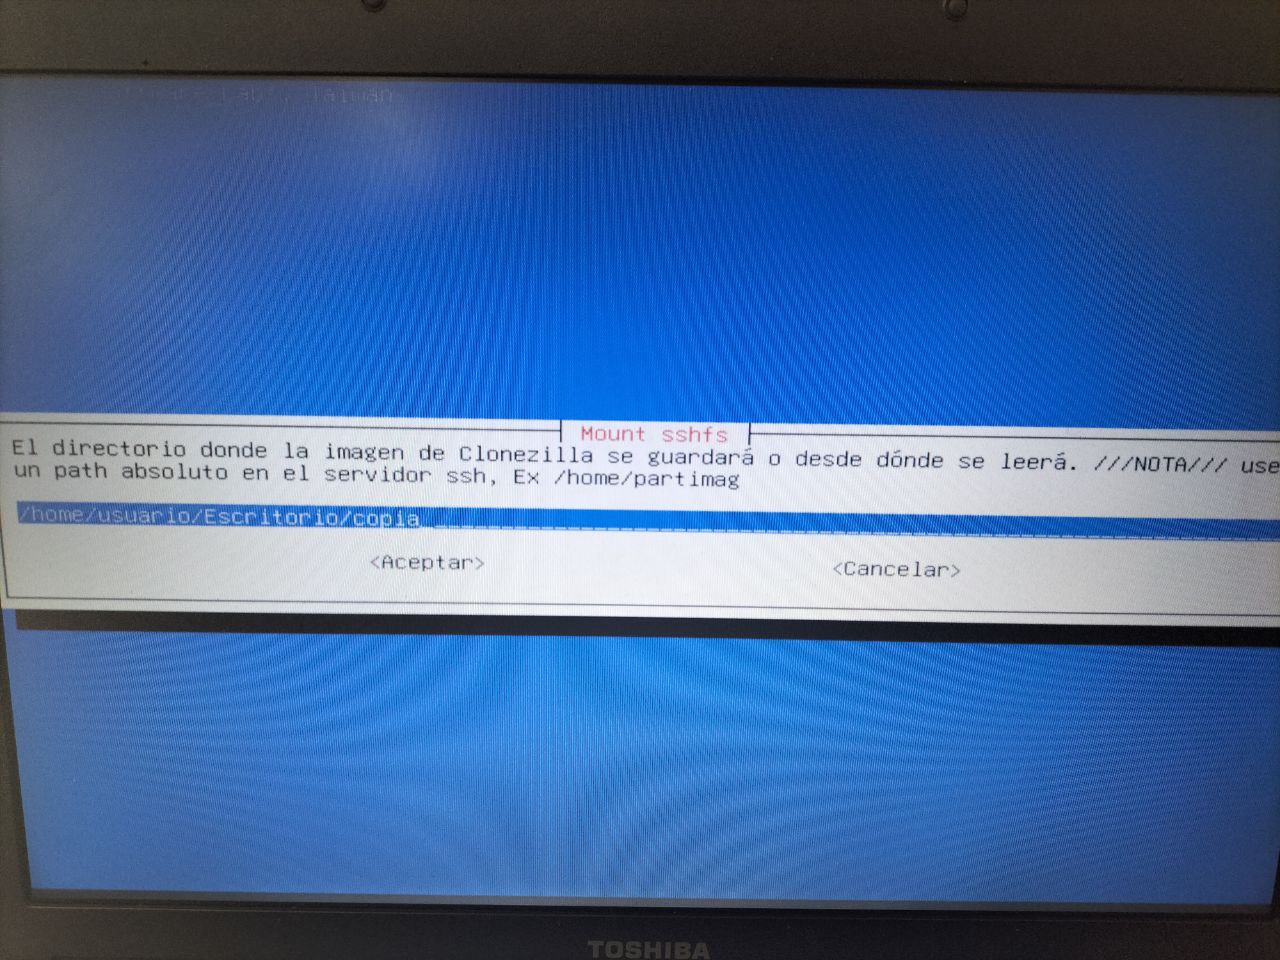 Mount sshfs
El directorio donde la imagen de Clonezilla se guardará o desde dónde se leerá. ///NOTA/// use
un path absoluto en el servidor ssh, Ex /home/partimag
/home/usuario/Escritorio/copia
<Aceptar> <Cancelar>
TOSHIBA